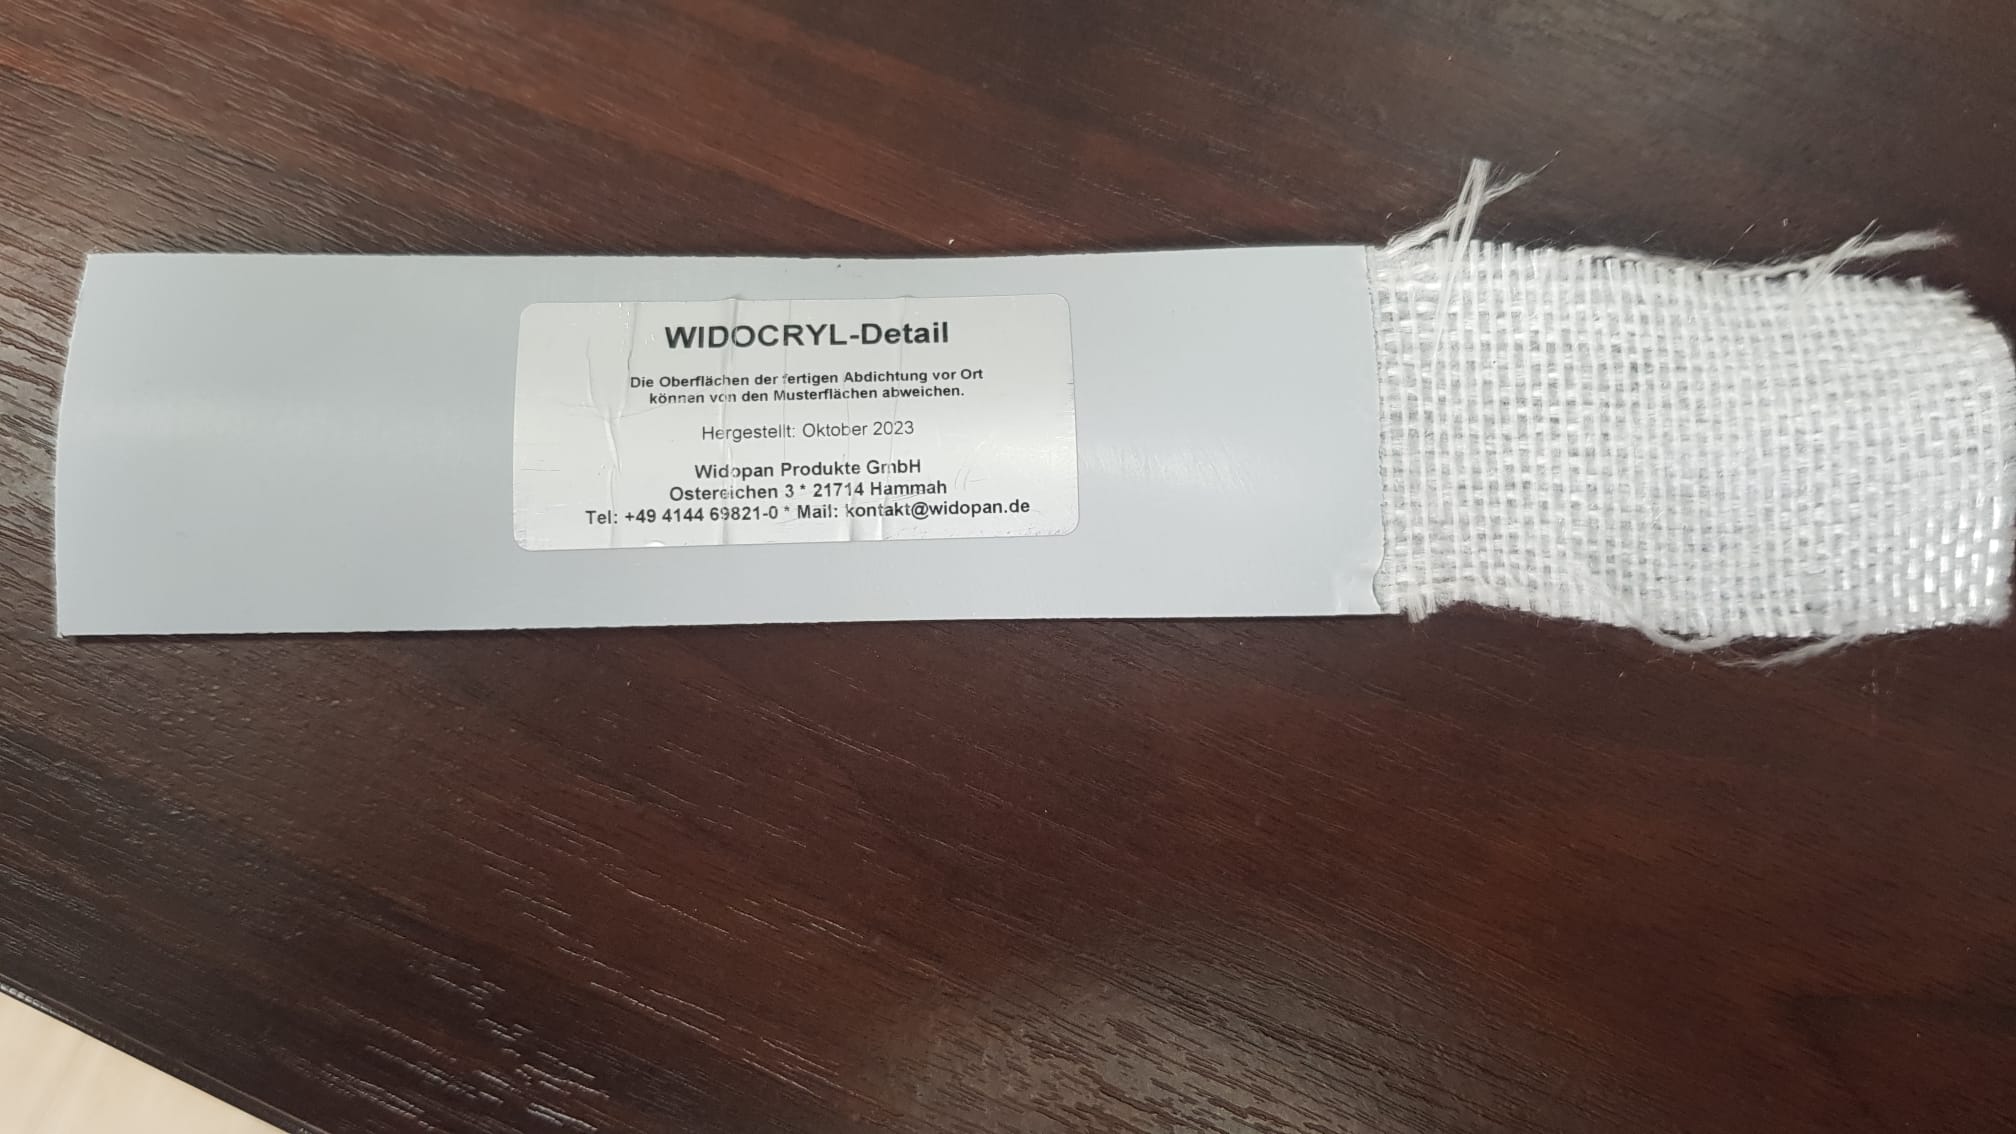 WIDOCRYL-Detail
Die Oberflächen der fertigen Abdichtung vor Ort
können von den Musterflächen abweichen.
Hergestellt: Oktober 2023
Widopan Produkte GmbH
Ostereichen 3 * 21714 Hammah
Tel: +49 4144 69821-0 * Mail: kontakt@widopan.de